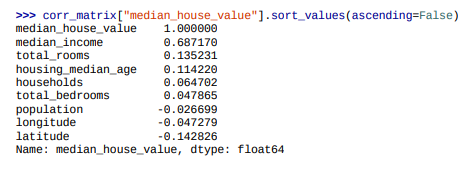 >>> corr_matrix["median_house_value"].sort_values(ascending=False)
median_house_value    1.000000
median_income         0.687170
total_rooms           0.135231
housing_median_age    0.114220
households            0.064702
total_bedrooms        0.047865
population           -0.026699
longitude            -0.047279
latitude             -0.142826
Name: median_house_value, dtype: float64